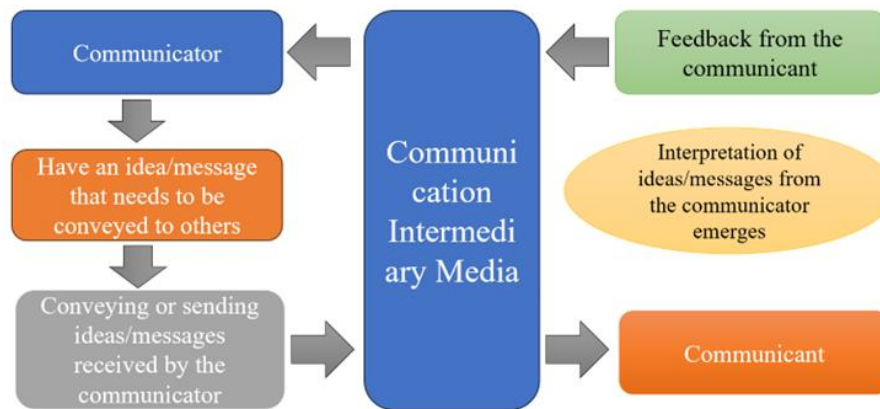 Communicator
Have an idea/message
that needs to be
conveyed to others
Conveying or sending
ideas/messages
received by the
communicator
Communi
cation
Intermedi
ary Media
Feedback from the
communicant
Interpretation of
ideas/messages from
the communicator
emerges
Communicant